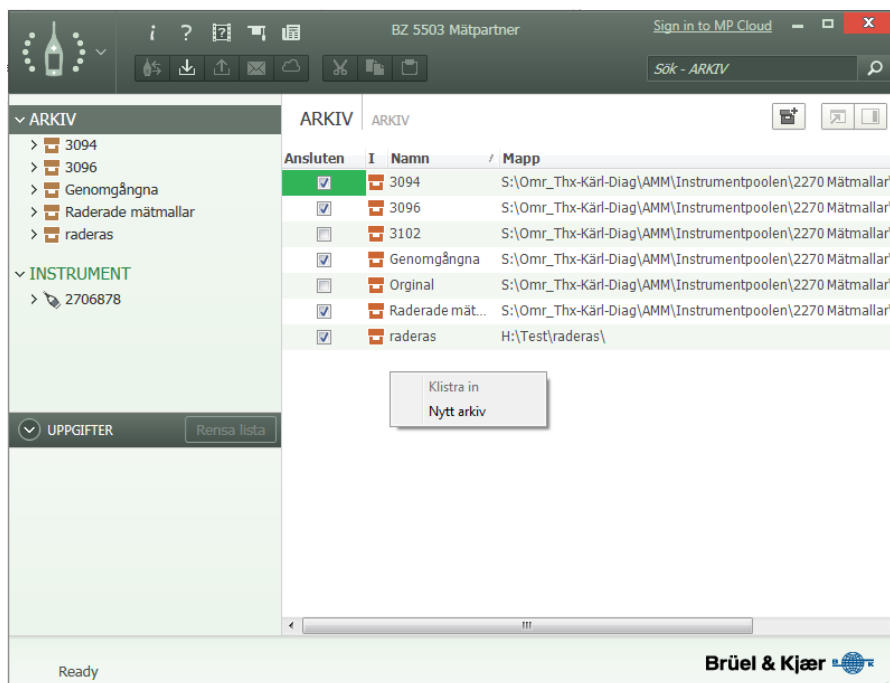 BZ 5503 Mätpartner
Sign in to MP Cloud
Sök - ARKIV
ARKIV
3094
3096
Genomgångna
Raderade mätmallar
raderas
INSTRUMENT
2706878
UPPGIFTER
Rensa lista
ARKIV ARKIV
Ansluten I Namn / Mapp
3094 S:\Omr_Thx-Kärl-Diag\AMM\Instrumentpoolen\2270 Mätmallar\
3096 S:\Omr_Thx-Kärl-Diag\AMM\Instrumentpoolen\2270 Mätmallar\
3102 S:\Omr_Thx-Kärl-Diag\AMM\Instrumentpoolen\2270 Mätmallar\
Genomgångna S:\Omr_Thx-Kärl-Diag\AMM\Instrumentpoolen\2270 Mätmallar\
Orginal S:\Omr_Thx-Kärl-Diag\AMM\Instrumentpoolen\2270 Mätmallar\
Raderade mät... S:\Omr_Thx-Kärl-Diag\AMM\Instrumentpoolen\2270 Mätmallar\
raderas H:\Test\raderas\
Klistra in
Nytt arkiv
Ready
Brüel & Kjær